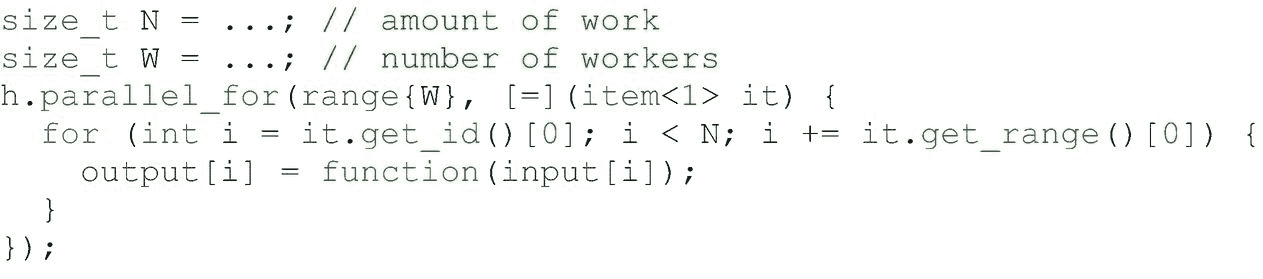 size_t N = ...; // amount of work
size_t W = ...; // number of workers
h.parallel_for(range{W}, [=](item<1> it) {
  for (int i = it.get_id()[0]; i < N; i += it.get_range()[0]) {
    output[i] = function(input[i]);
  }
});